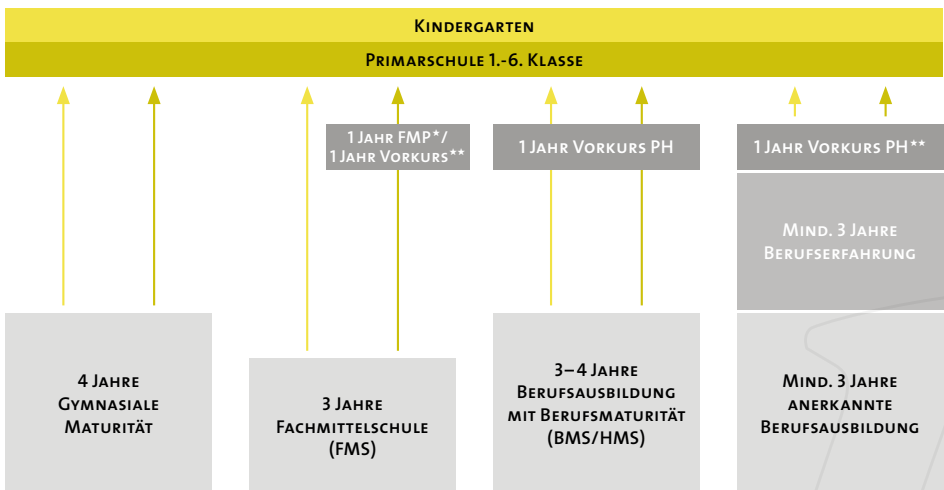 Kindergarten
Primarschule 1.-6. Klasse
1 Jahr FMP*/
1 Jahr Vorkurs**
1 Jahr Vorkurs PH
1 Jahr Vorkurs PH**
Mind. 3 Jahre
Berufserfahrung
4 Jahre
Gymnasiale
Maturität
3 Jahre
Fachmittelschule
(FMS)
3–4 Jahre
Berufsausbildung
mit Berufsmaturität
(BMS/HMS)
Mind. 3 Jahre
anerkannte
Berufsausbildung